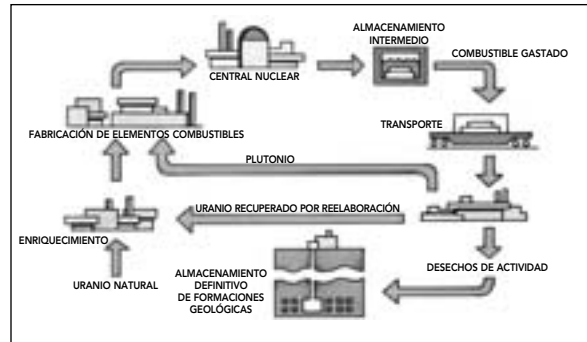 ALMACENAMIENTO
INTERMEDIO
COMBUSTIBLE GASTADO
CENTRAL NUCLEAR
TRANSPORTE
FABRICACIÓN DE ELEMENTOS COMBUSTIBLES
PLUTONIO
URANIO RECUPERADO POR REELABORACIÓN
ENRIQUECIMIENTO
DESECHOS DE ACTIVIDAD
ALMACENAMIENTO
DEFINITIVO
DE FORMACIONES
GEOLÓGICAS
URANIO NATURAL